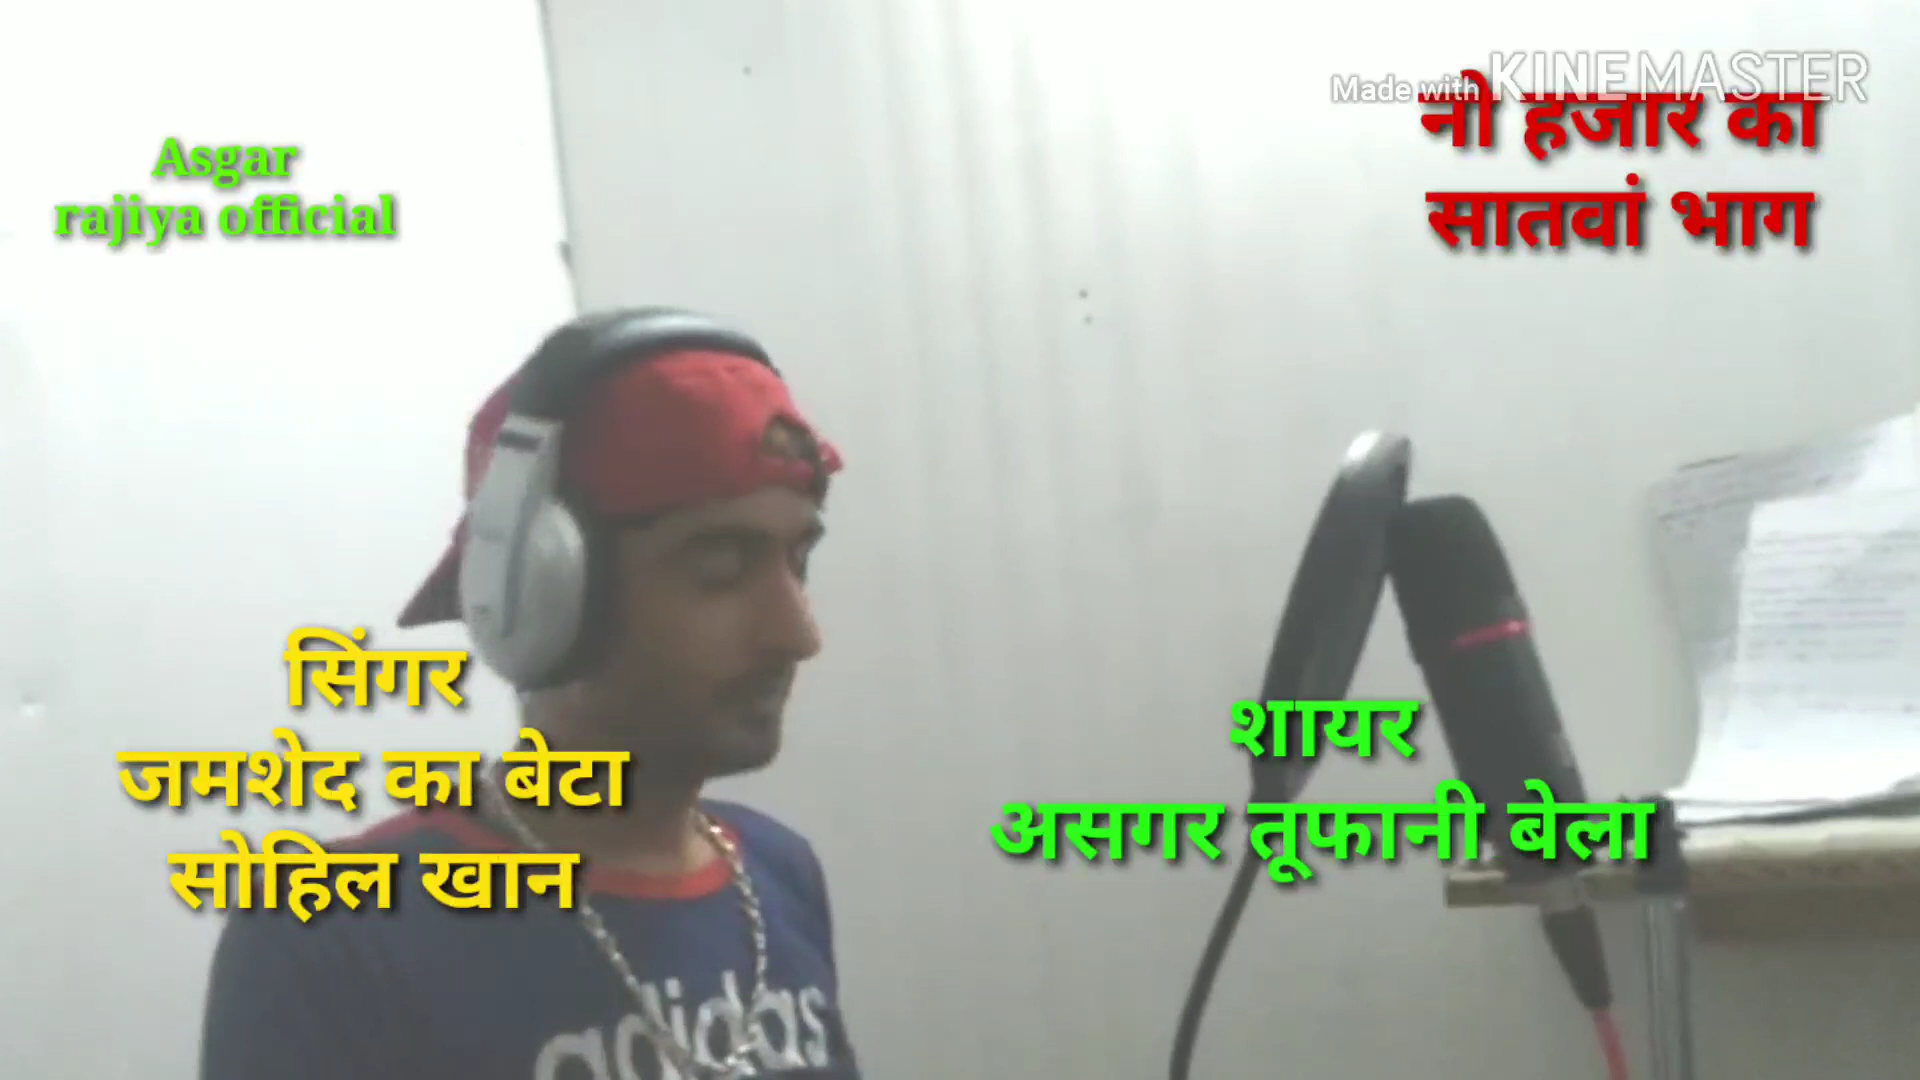 Made with KINEMASTER
नौ हजार का
सातवां भाग
Asgar
rajiya official
सिंगर
जमशेद का बेटा
सोहिल खान
शायर
असगर तूफानी बेला
adidas